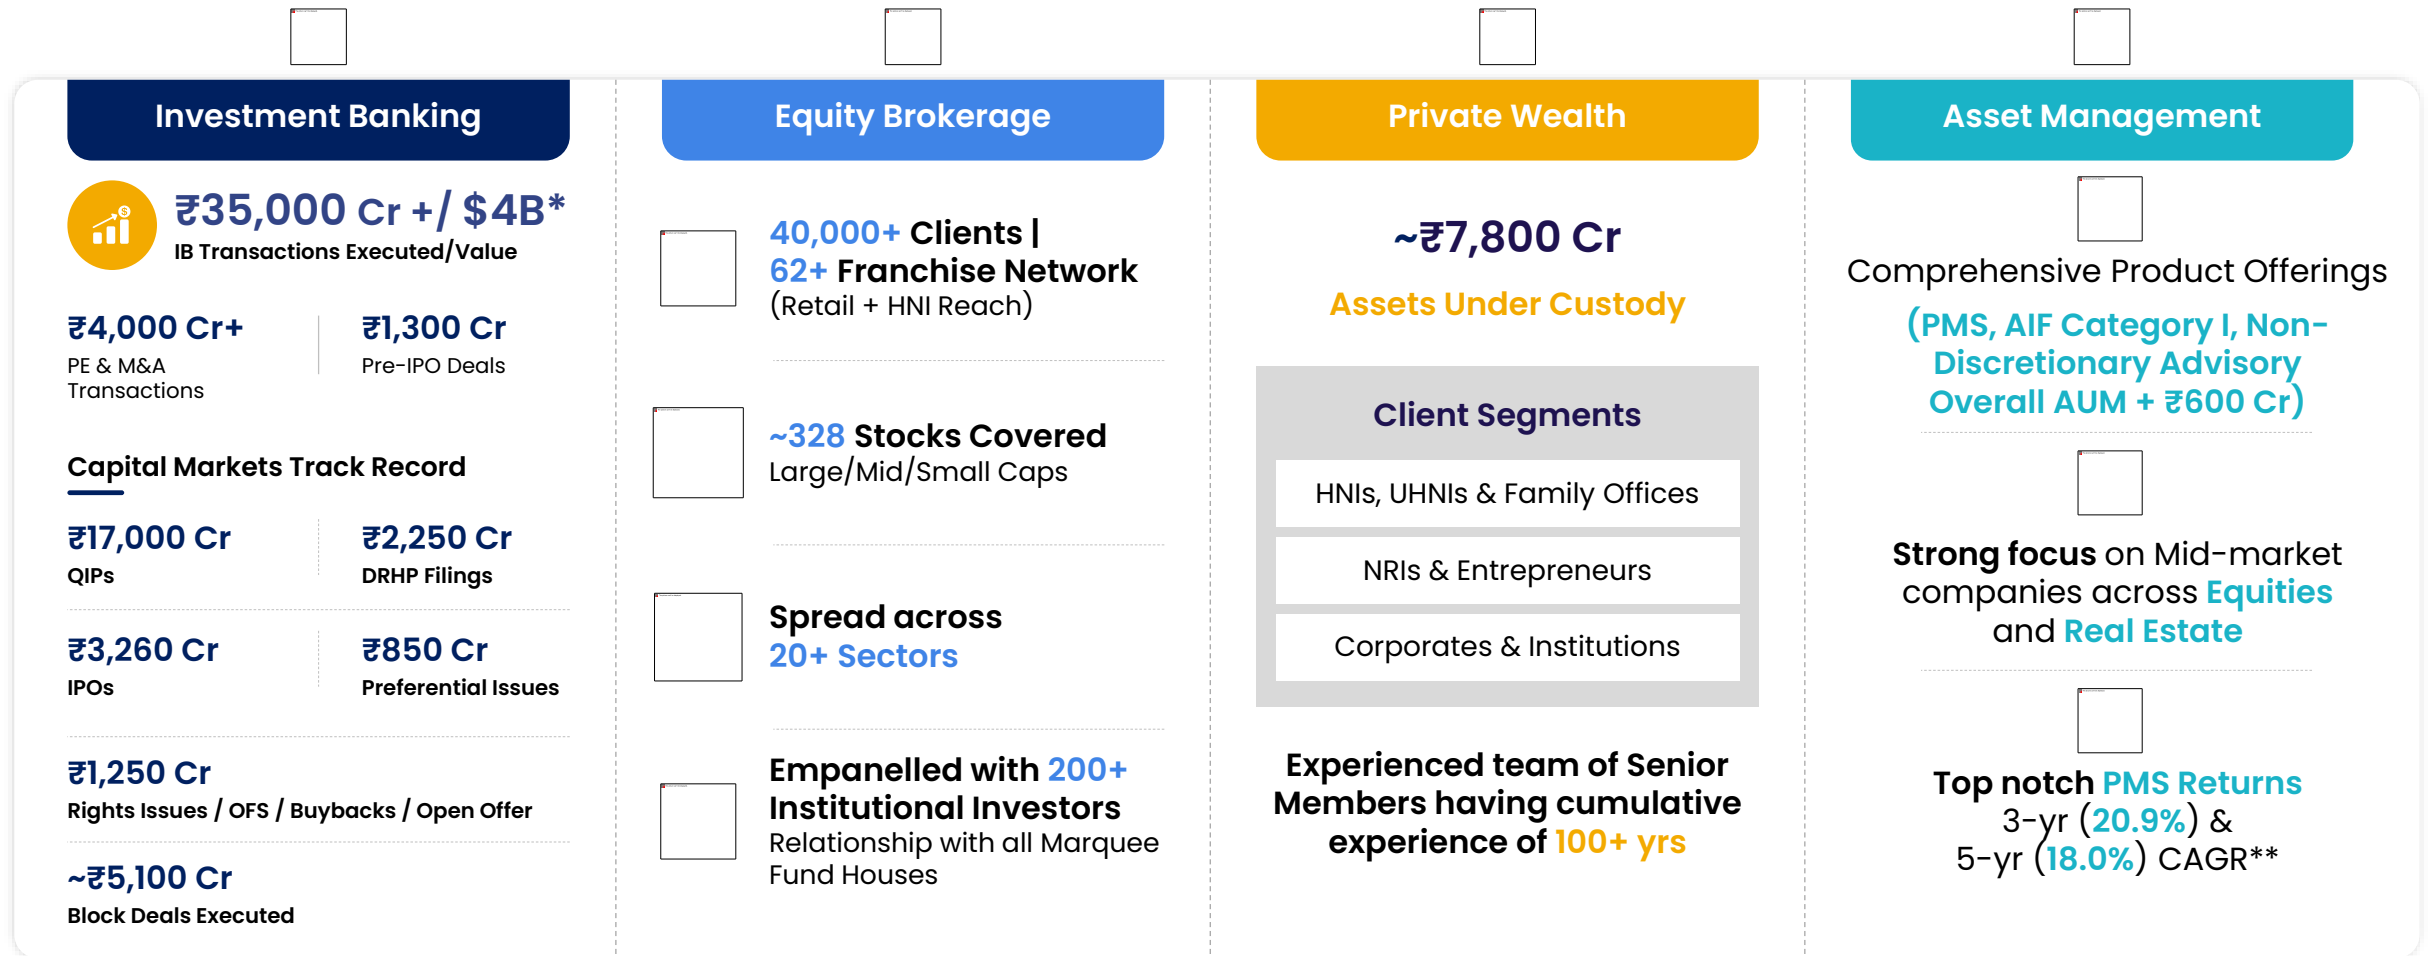 Investment Banking
₹35,000 Cr +/ $4B*
IB Transactions Executed/Value
₹4,000 Cr+
PE & M&A
Transactions
₹1,300 Cr
Pre-IPO Deals
Capital Markets Track Record
₹17,000 Cr
QIPs
₹2,250 Cr
DRHP Filings
₹3,260 Cr
IPOs
₹850 Cr
Preferential Issues
₹1,250 Cr
Rights Issues / OFS / Buybacks / Open Offer
~₹5,100 Cr
Block Deals Executed
Equity Brokerage
40,000+ Clients |
62+ Franchise Network
(Retail + HNI Reach)
~328 Stocks Covered
Large/Mid/Small Caps
Spread across
20+ Sectors
Empanelled with 200+
Institutional Investors
Relationship with all Marquee
Fund Houses
Private Wealth
~₹7,800 Cr
Assets Under Custody
Client Segments
HNIs, UHNIs & Family Offices
NRIs & Entrepreneurs
Corporates & Institutions
Experienced team of Senior
Members having cumulative
experience of 100+ yrs
Asset Management
Comprehensive Product Offerings
(PMS, AIF Category I, Non-
Discretionary Advisory
Overall AUM + ₹600 Cr)
Strong focus on Mid-market
companies across Equities
and Real Estate
Top notch PMS Returns
3-yr (20.9%) &
5-yr (18.0%) CAGR**